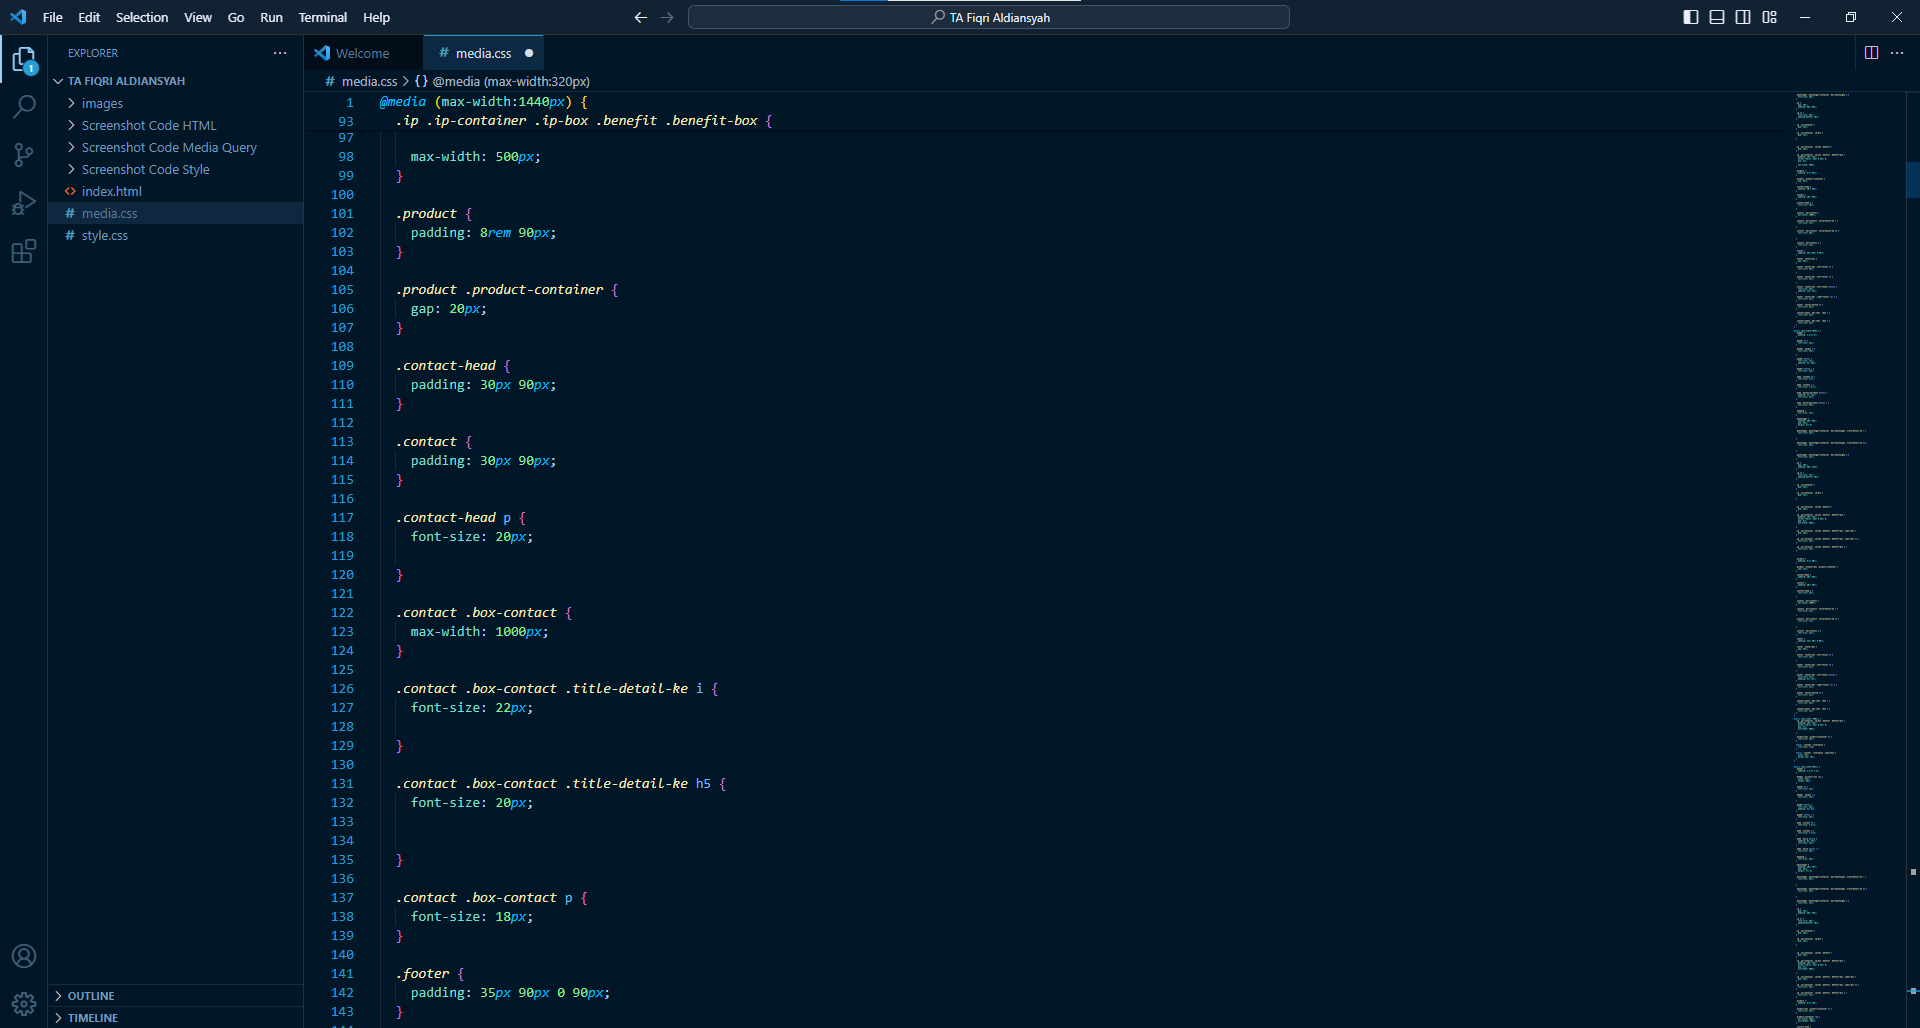 File Edit Selection View Go Run Terminal Help
TA Fiqri Aldiansyah
EXPLORER
Welcome
# media.css
1
TA FIQRI ALDIANSYAH
# media.css > {} @media (max-width:320px)
images
Screenshot Code HTML
Screenshot Code Media Query
Screenshot Code Style
<> index.html
# media.css
# style.css
OUTLINE
TIMELINE
1 @media (max-width:1440px) {
93 .ip .ip-container .ip-box .benefit .benefit-box {
97
98 max-width: 500px;
99 }
100
101 .product {
102 padding: 8rem 90px;
103 }
104
105 .product .product-container {
106 gap: 20px;
107 }
108
109 .contact-head {
110 padding: 30px 90px;
111 }
112
113 .contact {
114 padding: 30px 90px;
115 }
116
117 .contact-head p {
118 font-size: 20px;
119
120 }
121
122 .contact .box-contact {
123 max-width: 1000px;
124 }
125
126 .contact .box-contact .title-detail-ke i {
127 font-size: 22px;
128
129 }
130
131 .contact .box-contact .title-detail-ke h5 {
132 font-size: 20px;
133
134
135 }
136
137 .contact .box-contact p {
138 font-size: 18px;
139 }
140
141 .footer {
142 padding: 35px 90px 0 90px;
143 }